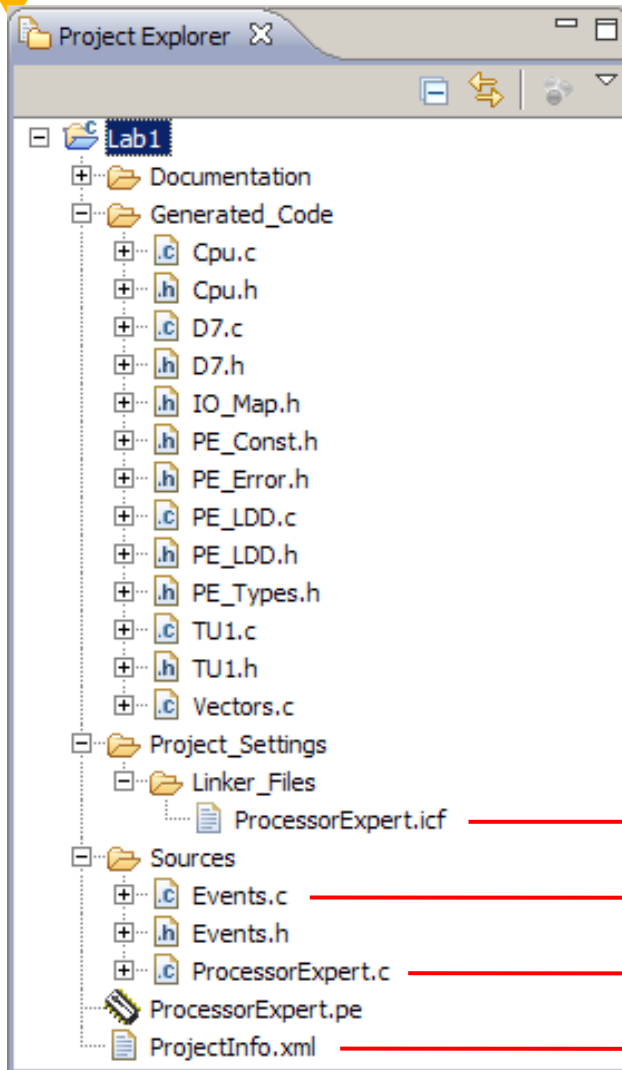 Project Explorer
Lab1
Documentation
Generated_Code
.c Cpu.c
.h Cpu.h
.c D7.c
.h D7.h
.h IO_Map.h
.h PE_Const.h
.h PE_Error.h
.c PE_LDD.c
.h PE_LDD.h
.h PE_Types.h
.c TU1.c
.h TU1.h
.c Vectors.c
Project_Settings
Linker_Files
ProcessorExpert.icf
Sources
.c Events.c
.h Events.h
.c ProcessorExpert.c
ProcessorExpert.pe
ProjectInfo.xml